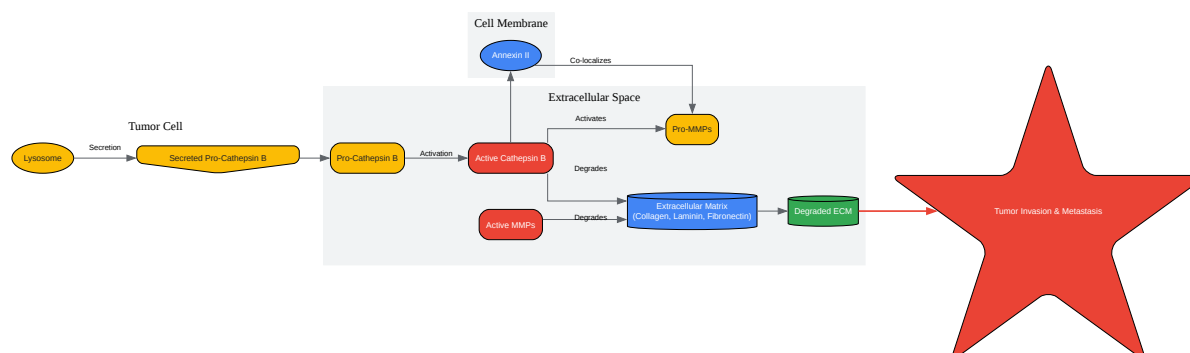 Cell Membrane
Annexin II
Co-localizes
Extracellular Space
Tumor Cell
Activates
Pro-MMPs
Lysosome
Secretion
Secreted Pro-Cathepsin B
Pro-Cathepsin B
Activation
Active Cathepsin B
Degrades
Extracellular Matrix
(Collagen, Laminin, Fibronectin)
Active MMPs
Degrades
Degraded ECM
Tumor Invasion & Metastasis